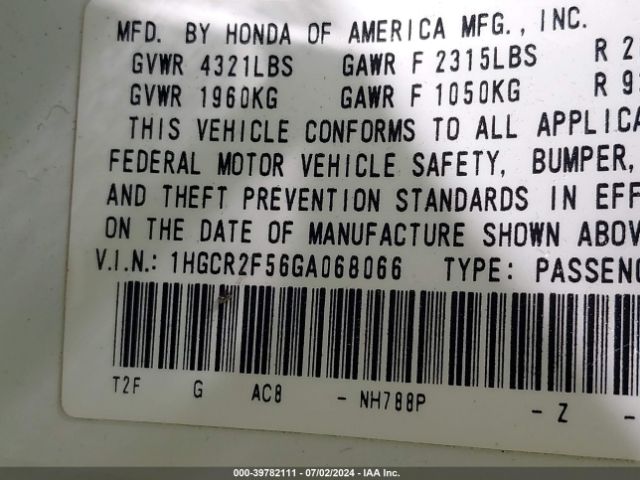 MFD. BY HONDA OF AMERICA MFG., INC.
GVWR 4321LBS GAWR F 2315LBS R 2
GVWR 1960KG GAWR F 1050KG R 9
THIS VEHICLE CONFORMS TO ALL APPLICA
FEDERAL MOTOR VEHICLE SAFETY, BUMPER,
AND THEFT PREVENTION STANDARDS IN EFF
ON THE DATE OF MANUFACTURE SHOWN ABOV
V.I.N.: 1HGCR2F56GA068066 TYPE: PASSENG
T2F G AC8 - NH788P - Z -
000-39782111 - 07/02/2024 - IAA Inc.